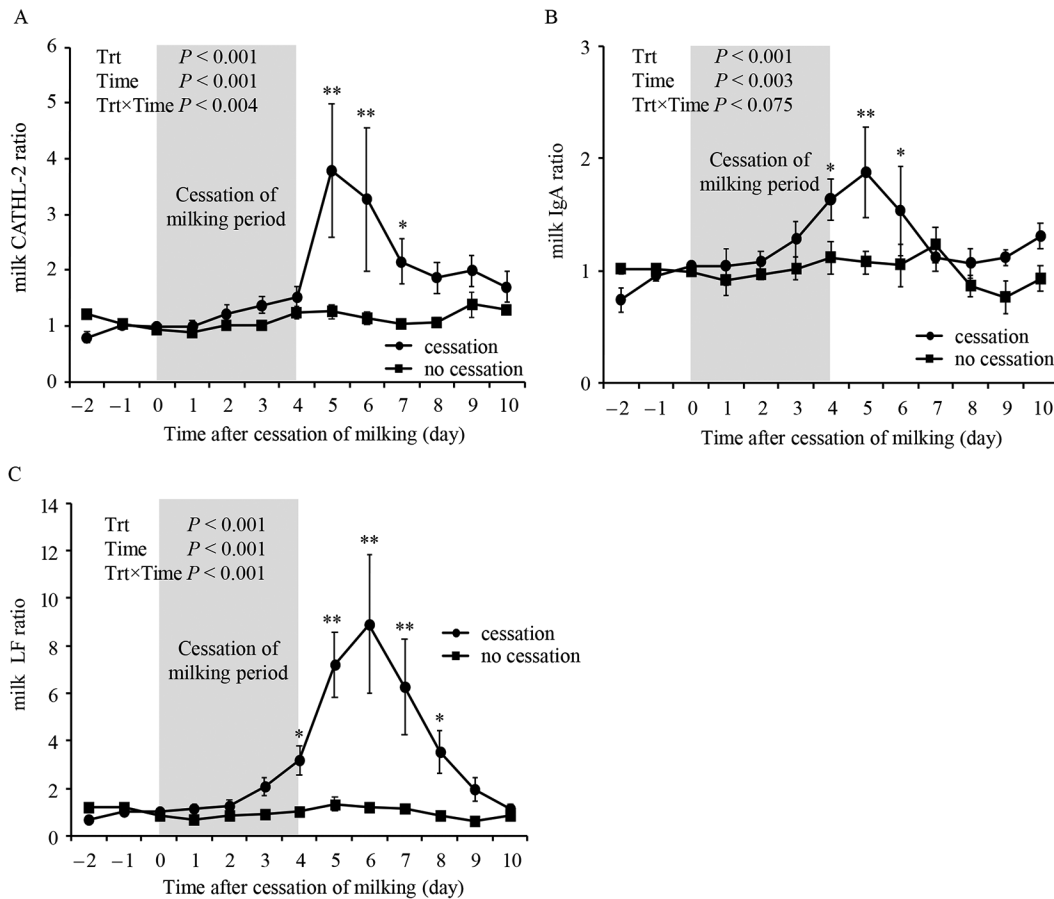 A
6
5
4
3
2
1
0
milk CATHL-2 ratio
Trt P < 0.001
Time P < 0.001
Trt×Time P < 0.004
Cessation of
milking period
**
**
*
cessation
no cessation
−2 −1 0 1 2 3 4 5 6 7 8 9 10
Time after cessation of milking (day)
B
3
2
1
0
milk IgA ratio
Trt P < 0.001
Time P < 0.003
Trt×Time P < 0.075
Cessation of
milking period
*
**
*
cessation
no cessation
−2 −1 0 1 2 3 4 5 6 7 8 9 10
Time after cessation of milking (day)
C
14
12
10
8
6
4
2
0
milk LF ratio
Trt P < 0.001
Time P < 0.001
Trt×Time P < 0.001
Cessation of
milking period
*
**
**
**
*
cessation
no cessation
−2 −1 0 1 2 3 4 5 6 7 8 9 10
Time after cessation of milking (day)